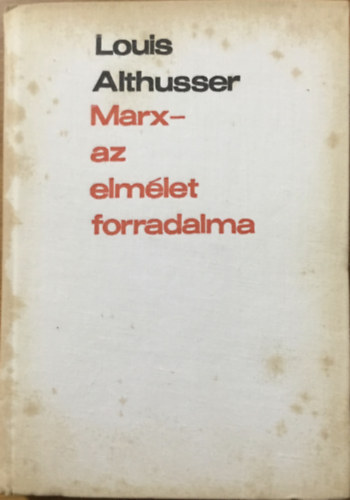 Louis
Althusser
Marx–
az
elmélet
forradalma